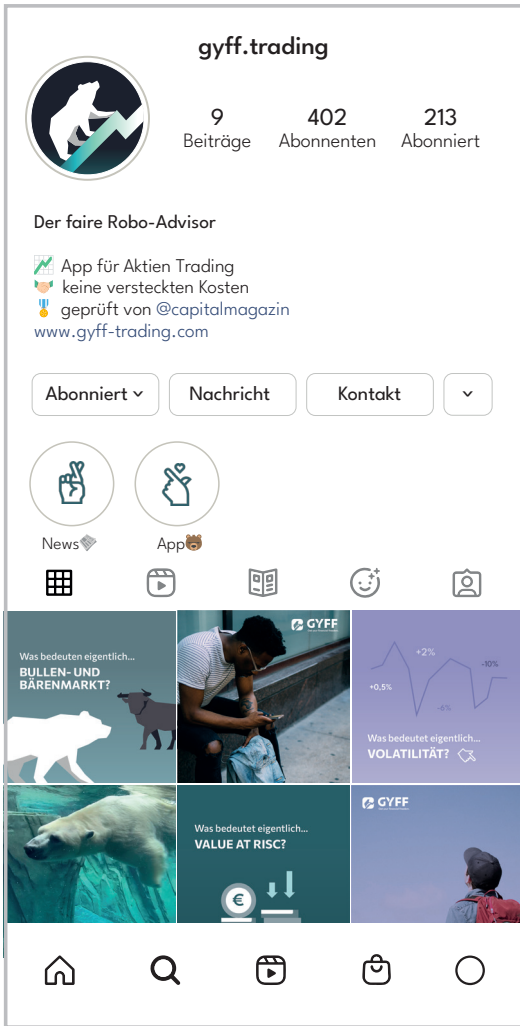 gyff.trading
9 402 213
Beiträge Abonnenten Abonniert
Der faire Robo-Advisor
App für Aktien Trading
keine versteckten Kosten
geprüft von @capitalmagazin
www.gyff-trading.com
Abonniert Nachricht Kontakt
News App
Was bedeuten eigentlich...
BULLEN- UND
BÄRENMARKT?
GYFF
+2%
-10%
+0,5%
-6%
Was bedeutet eigentlich...
VOLATILITÄT?
Was bedeutet eigentlich...
VALUE AT RISC?
€
GYFF